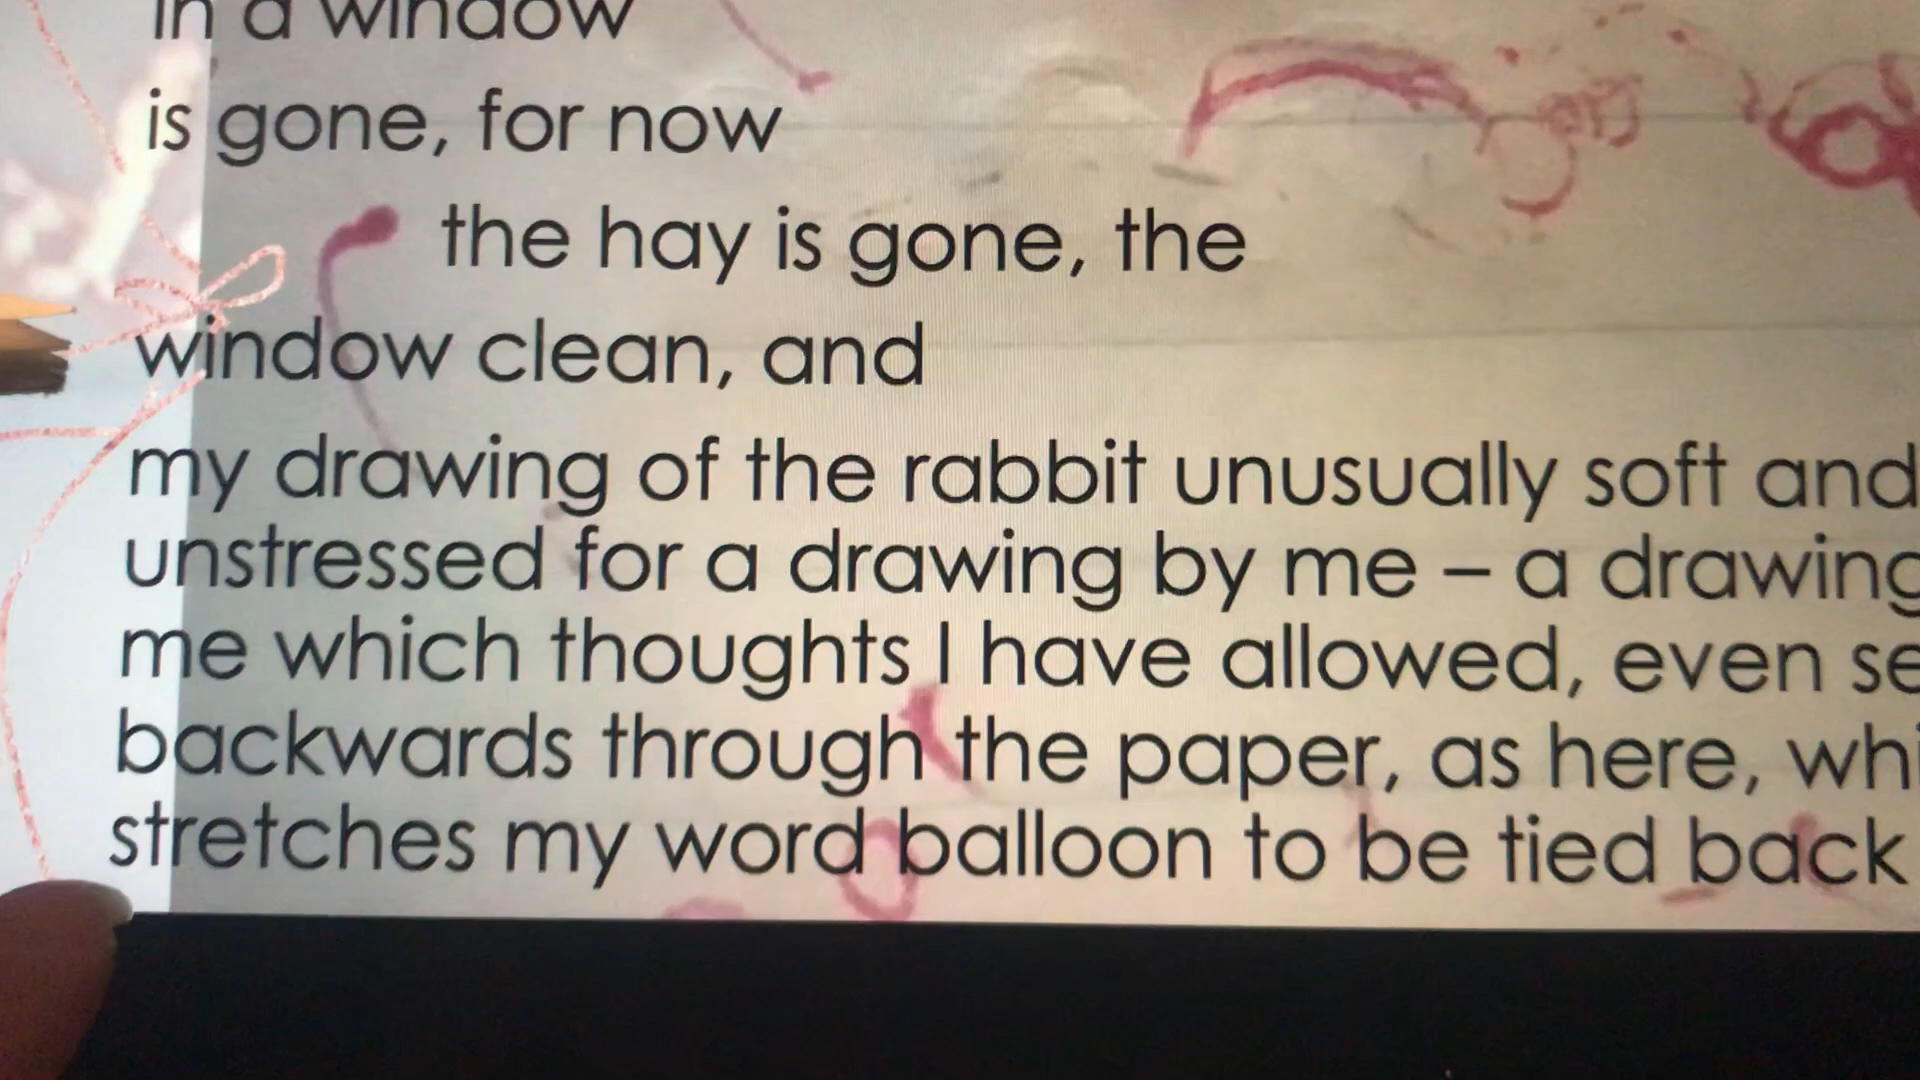 in a window
is gone, for now
the hay is gone, the
window clean, and
my drawing of the rabbit unusually soft and
unstressed for a drawing by me – a drawing
me which thoughts I have allowed, even
backwards through the paper, as here,
stretches my word balloon to be tied back